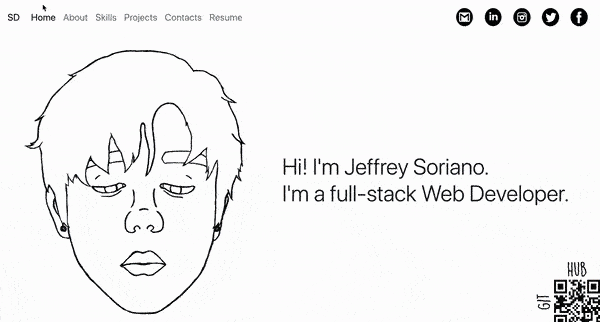 SD Home About Skills Projects Contacts Resume
Hi! I'm Jeffrey Soriano.
I'm a full-stack Web Developer.
GIT
HUB